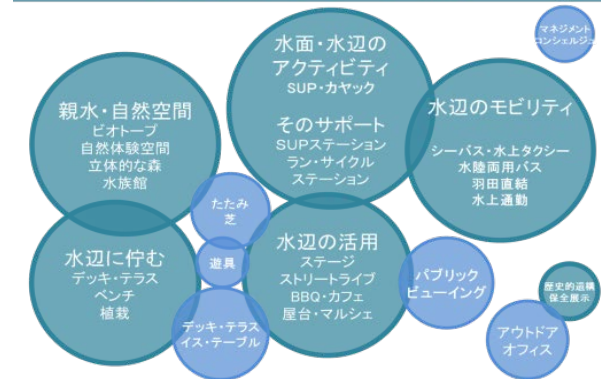 マネジメント
コンシェルジュ
水面・水辺の
アクティビティ
SUP・カヤック
そのサポート
SUPステーション
ラン・サイクル
ステーション
親水・自然空間
ビオトープ
自然体験空間
立体的な森
水族館
水辺のモビリティ
シーバス・水上タクシー
水陸両用バス
羽田直結
水上通勤
たたみ
芝
遊具
水辺に佇む
デッキ・テラス
ベンチ
植栽
水辺の活用
ステージ
ストリートライブ
BBQ・カフェ
屋台・マルシェ
デッキ・テラス
イス・テーブル
パブリック
ビューイング
歴史的遺構
保全展示
アウトドア
オフィス